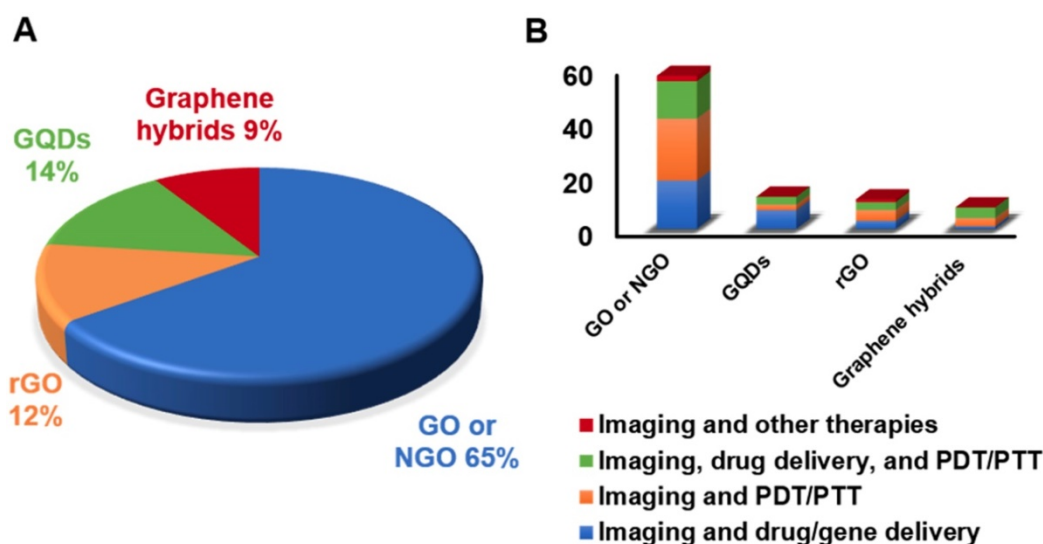 A
Graphene
hybrids 9%
GQDs
14%
rGO
12%
GO or
NGO 65%
B
60
40
20
0
GO or NGO
GQDs
rGO
Graphene hybrids
Imaging and other therapies
Imaging, drug delivery, and PDT/PTT
Imaging and PDT/PTT
Imaging and drug/gene delivery